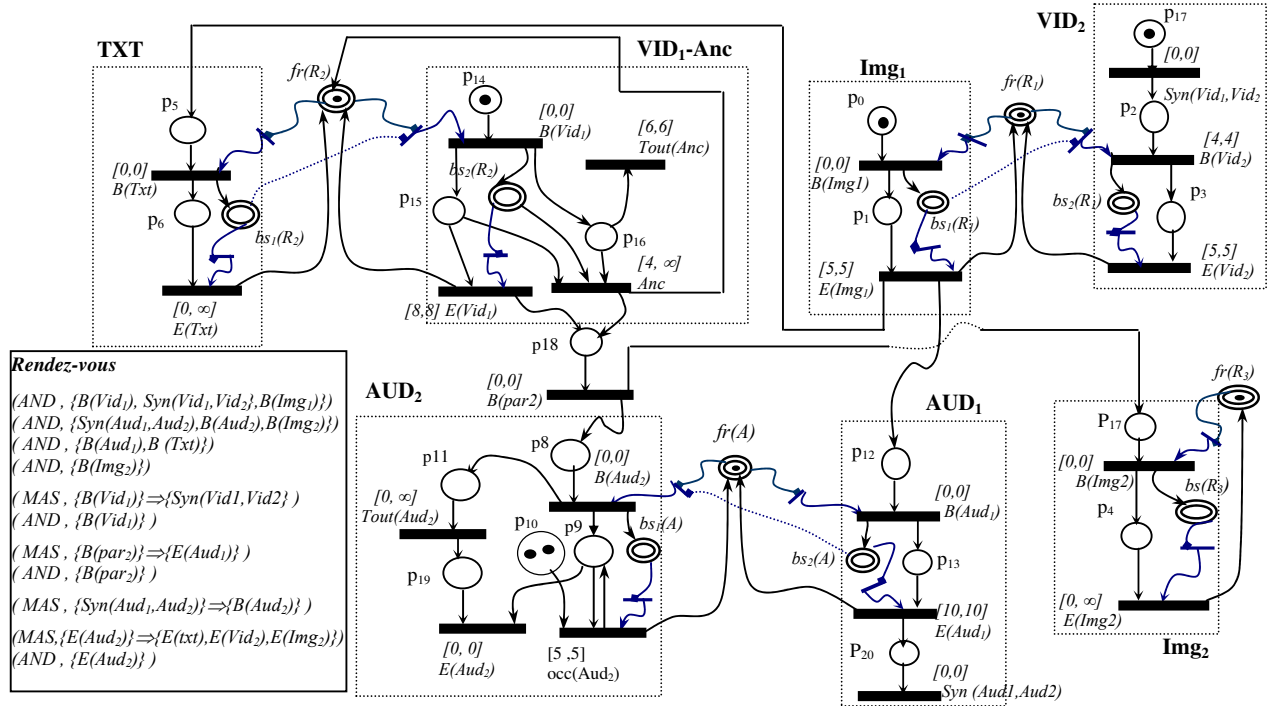 TXT
fr(R₂)
p₅
[0,0]
B(Txt)
p₆
bs₁(R₂)
[0, ∞]
E(Txt)
VID₁-Anc
p₁₄
[0,0]
B(Vid₁)
[6,6]
Tout(Anc)
bs₂(R₂)
p₁₅
p₁₆
[4, ∞]
Anc
[8,8] E(Vid₁)
p18
[0,0]
B(par2)
Img₁
p₀
[0,0]
B(Img1)
p₁
bs₁(R₁)
[5,5]
E(Img₁)
fr(R₁)
VID₂
p₁₇
[0,0]
Syn(Vid₁,Vid₂
p₂
[4,4]
B(Vid₂)
p₃
bs₂(R₁)
[5,5]
E(Vid₂)
Rendez-vous
(AND , {B(Vid₁), Syn(Vid₁,Vid₂},B(Img₁)})
( AND, {Syn(Aud₁,Aud₂),B(Aud₂),B(Img₂)})
(AND , {B(Aud₁),B (Txt)})
( AND, {B(Img₂)})
(MAS , {B(Vid₁)}⇒{Syn(Vid1,Vid2} )
(AND , {B(Vid₁)} )
( MAS , {B(par₂)}⇒{E(Aud₁)} )
( AND , {B(par₂)} )
( MAS , {Syn(Aud₁,Aud₂)}⇒{B(Aud₂)} )
(MAS,{E(Aud₂)}⇒{E(txt),E(Vid₂),E(Img₂)})
(AND , {E(Aud₂)} )
AUD₂
p8
p11
[0,0]
B(Aud₂)
[0, ∞]
Tout(Aud₂)
p₁₀
p9
bs₁(A)
p₁₉
[0, 0]
E(Aud₂)
[5 ,5]
occ(Aud₂)
fr(A)
AUD₁
p₁₂
[0,0]
B(Aud₁)
bs₂(A)
p₁₃
[10,10]
E(Aud₁)
P₂₀
[0,0]
Syn (Aud1,Aud2)
fr(R₃)
P₁₇
[0,0]
B(Img2)
bs(R₃)
p₄
[0, ∞]
E(Img2)
Img₂